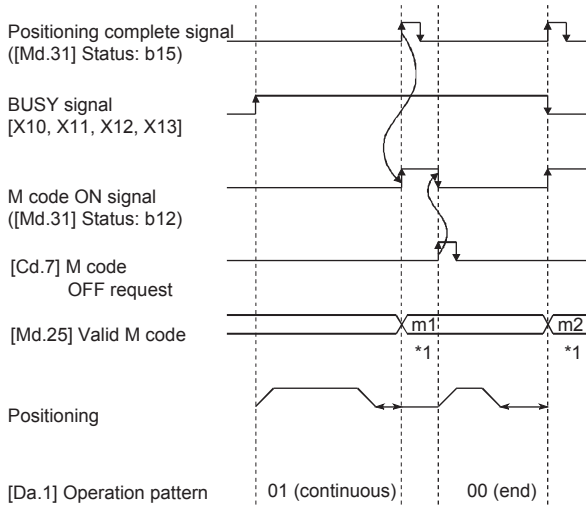 Positioning complete signal
([Md.31] Status: b15)
BUSY signal
[X10, X11, X12, X13]
M code ON signal
([Md.31] Status: b12)
[Cd.7] M code
OFF request
[Md.25] Valid M code
m1
m2
*1
*1
Positioning
[Da.1] Operation pattern
01 (continuous)
00 (end)